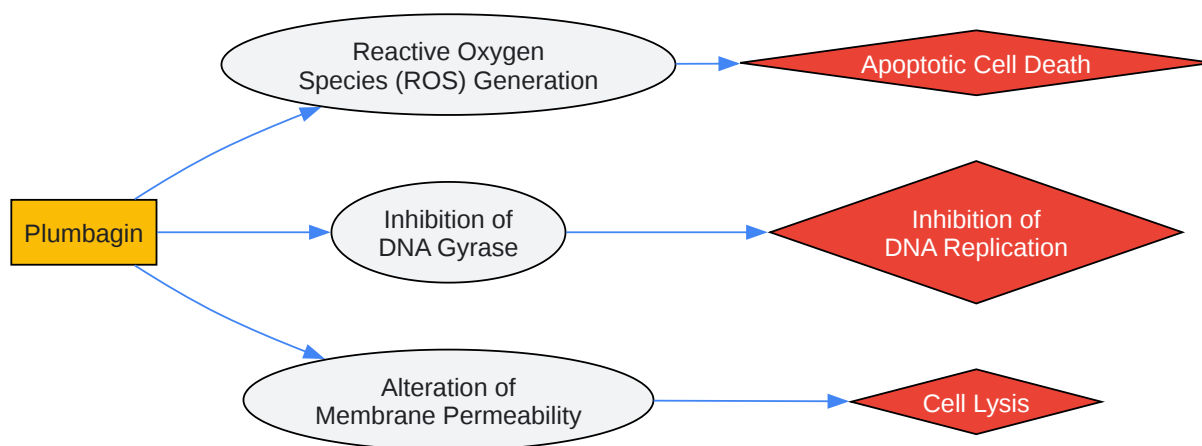 Reactive Oxygen
Species (ROS) Generation
Apoptotic Cell Death
Plumbagin
Inhibition of
DNA Gyrase
Inhibition of
DNA Replication
Alteration of
Membrane Permeability
Cell Lysis